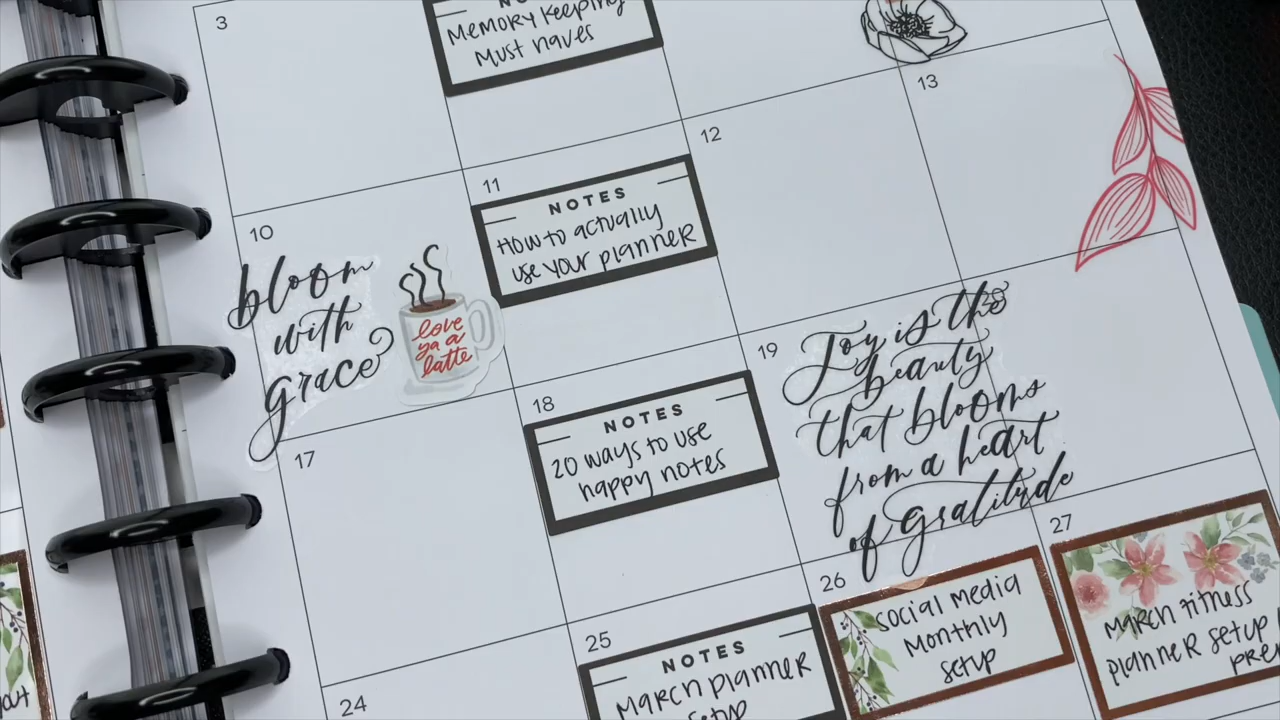 3
Memory keeping
Must haves
13
12
11
NOTES
How to actually
use your planner
10
bloom
with
grace
love
ya a
latte
19
Joy is the
beauty
that blooms
from a heart
of gratitude
18
NOTES
20 ways to use
happy notes
17
27
March fitness
planner setup
26
Social Media
Monthly
setup
25
NOTES
March planner
setup
24